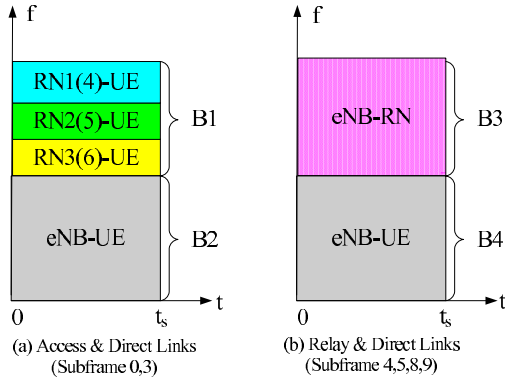 f
RN1(4)-UE
RN2(5)-UE
RN3(6)-UE
B1
eNB-UE
B2
0
ts
t
(a) Access & Direct Links
(Subframe 0,3)
f
eNB-RN
B3
eNB-UE
B4
0
ts
t
(b) Relay & Direct Links
(Subframe 4,5,8,9)